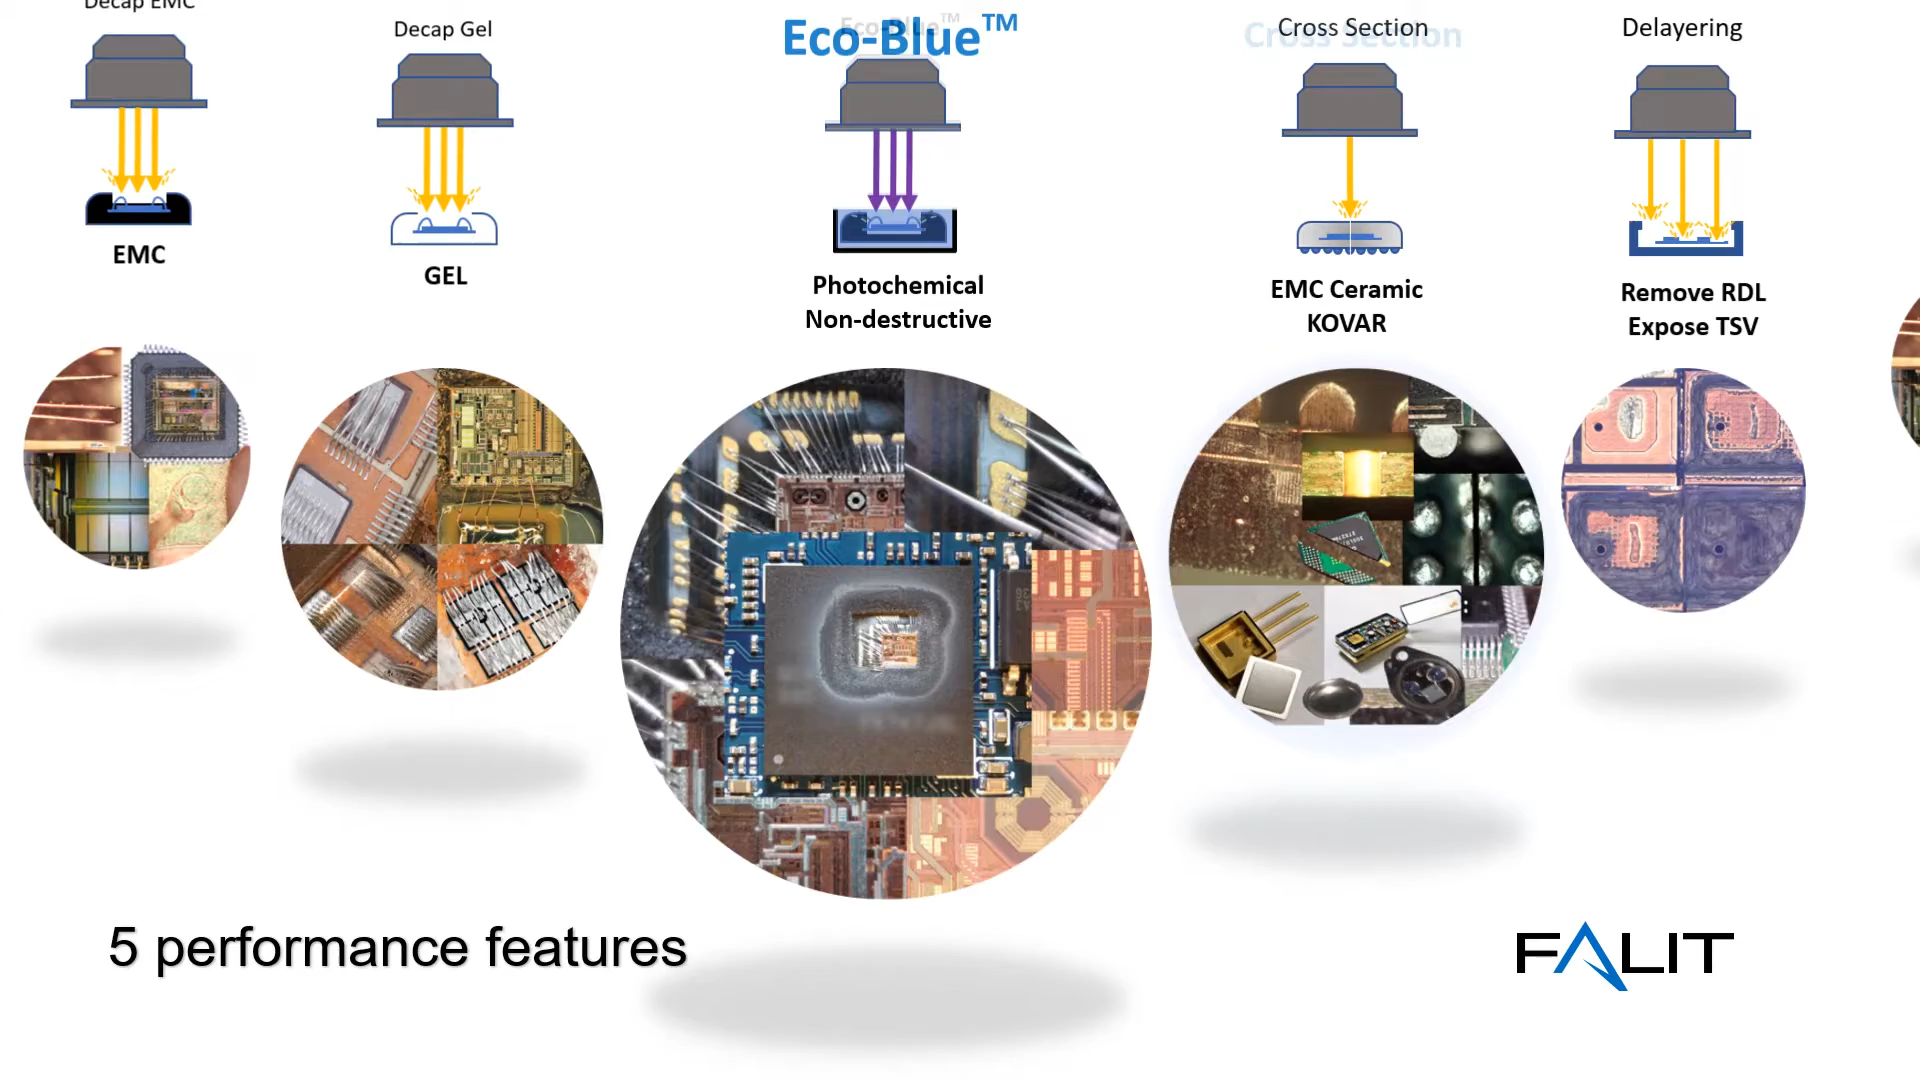 Decap EMC
EMC
Decap Gel
GEL
Eco-Blue™
Photochemical
Non-destructive
Cross Section
EMC Ceramic
KOVAR
Delayering
Remove RDL
Expose TSV
5 performance features
FALIT